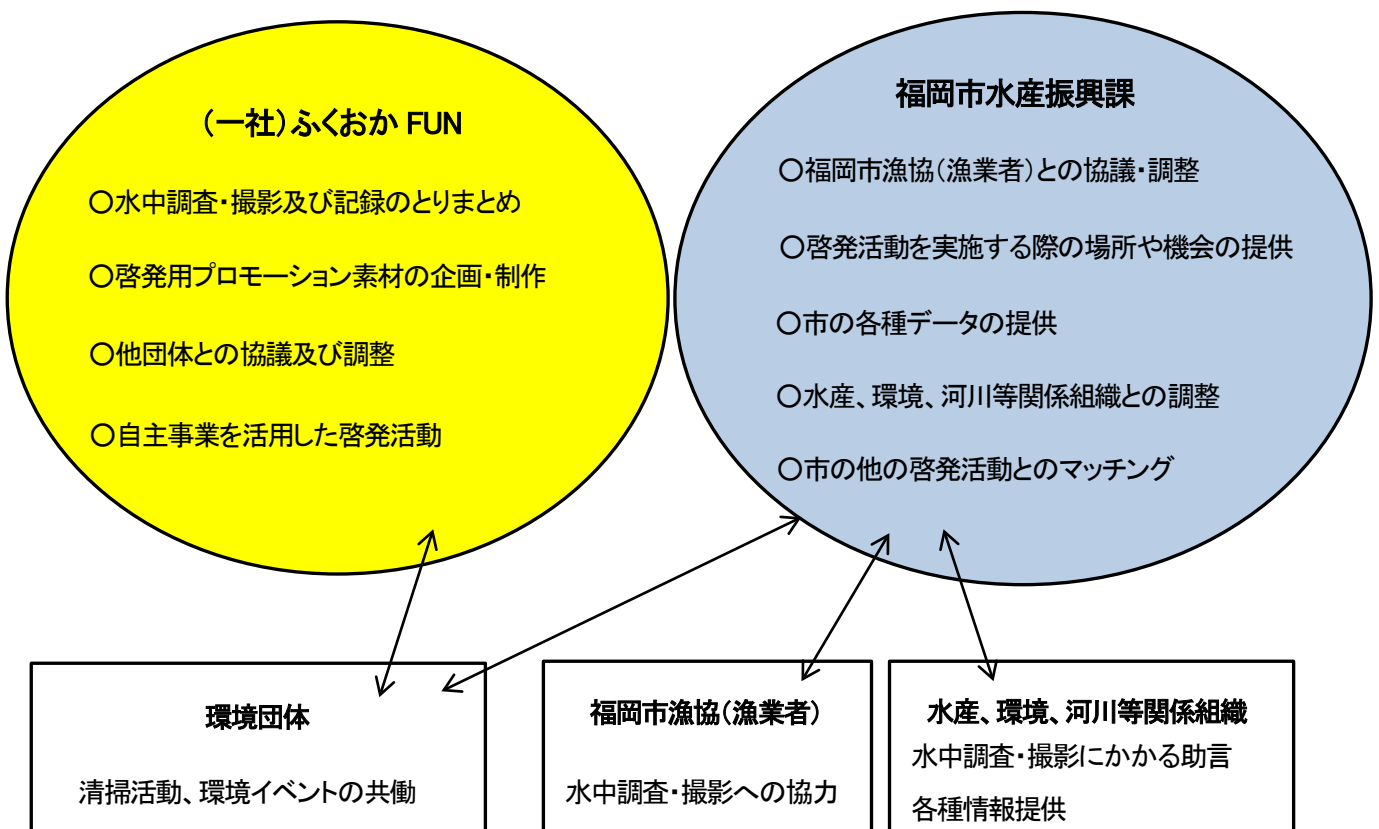 （一社）ふくおか FUN
○水中調査・撮影及び記録のとりまとめ
○啓発用プロモーション素材の企画・制作
○他団体との協議及び調整
○自主事業を活用した啓発活動
福岡市水産振興課
○福岡市漁協（漁業者）との協議・調整
○啓発活動を実施する際の場所や機会の提供
○市の各種データの提供
○水産、環境、河川等関係組織との調整
○市の他の啓発活動とのマッチング
環境団体
清掃活動、環境イベントの共働
福岡市漁協（漁業者）
水中調査・撮影への協力
水産、環境、河川等関係組織
水中調査・撮影にかかる助言
各種情報提供